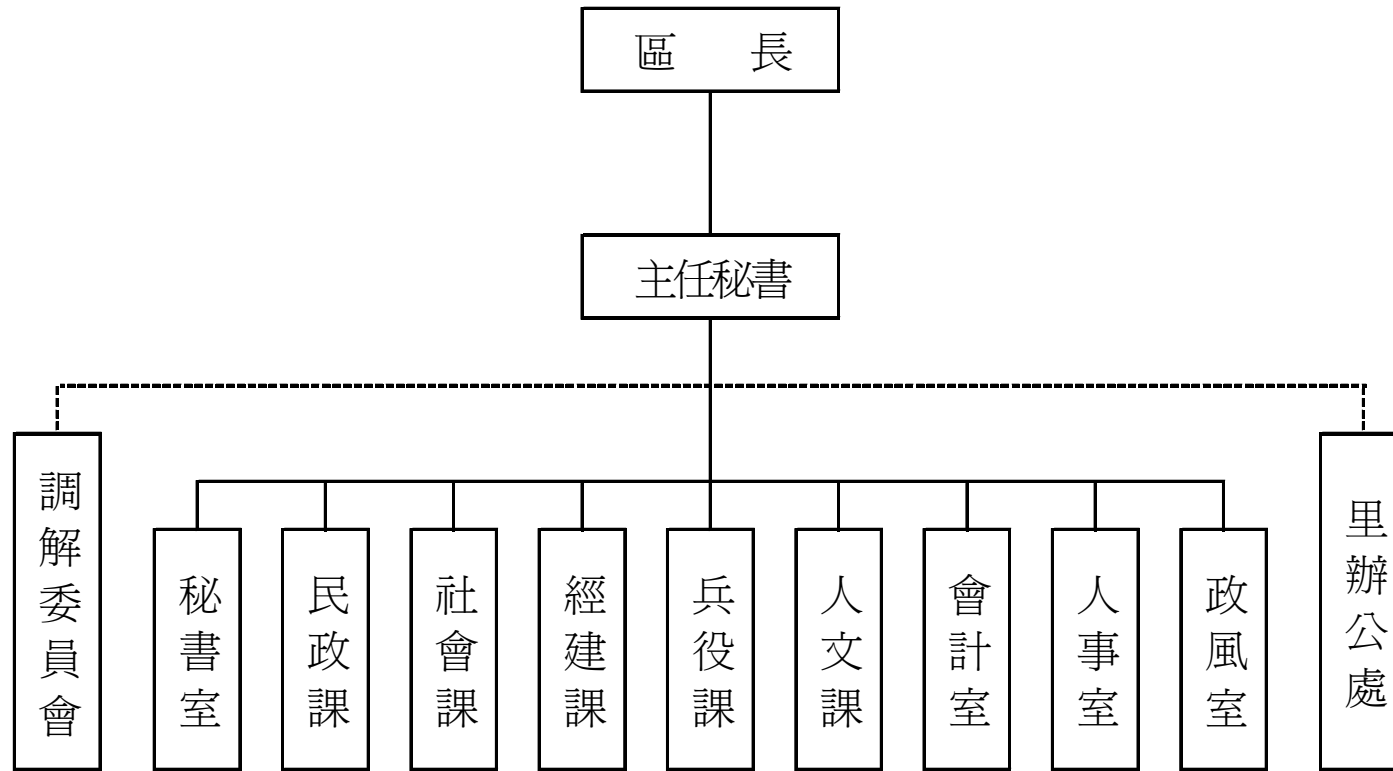 區　　長
主任秘書
調解委員會
秘書室
民政課
社會課
經建課
兵役課
人文課
會計室
人事室
政風室
里辦公處